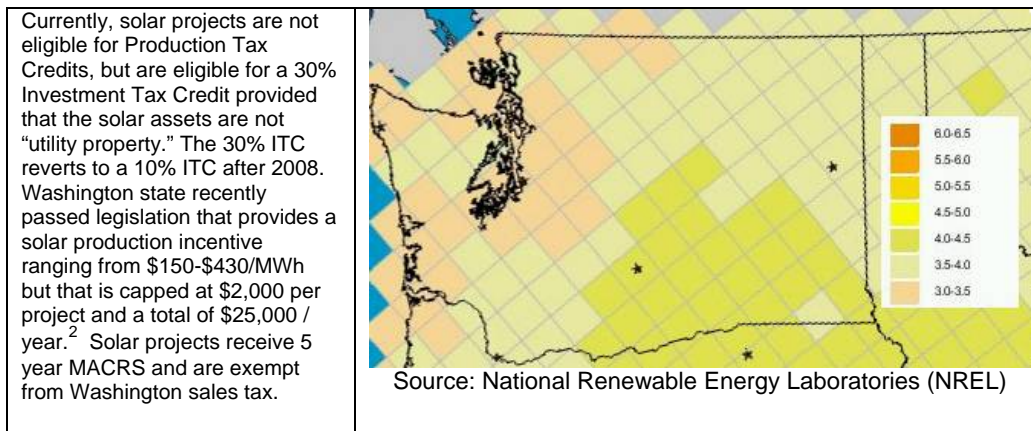 Currently, solar projects are not
eligible for Production Tax
Credits, but are eligible for a 30%
Investment Tax Credit provided
that the solar assets are not
“utility property.” The 30% ITC
reverts to a 10% ITC after 2008.
Washington state recently
passed legislation that provides a
solar production incentive
ranging from $150-$430/MWh
but that is capped at $2,000 per
project and a total of $25,000 /
year.2 Solar projects receive 5
year MACRS and are exempt
from Washington sales tax.
6.0-6.5
5.5-6.0
5.0-5.5
4.5-5.0
4.0-4.5
3.5-4.0
3.0-3.5
Source: National Renewable Energy Laboratories (NREL)